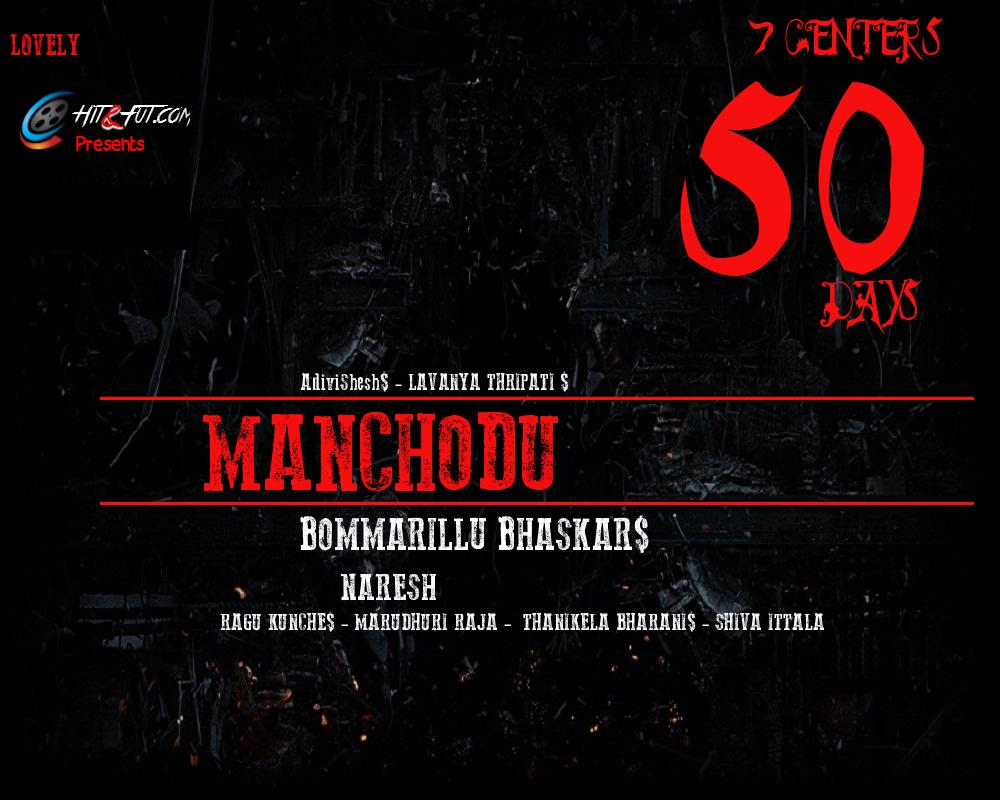 LOVELY
7 CENTERS
HIT&FUT.COM
Presents
50
DAYS
AdiviShesh$ - LAVANYA THRIPATI $
MANCHODU
BOMMARILLU BHASKAR$
NARESH
RAGU KUNCHE$ - MARUDHURI RAJA - THANIKELA BHARANI$ - SHIVA ITTALA